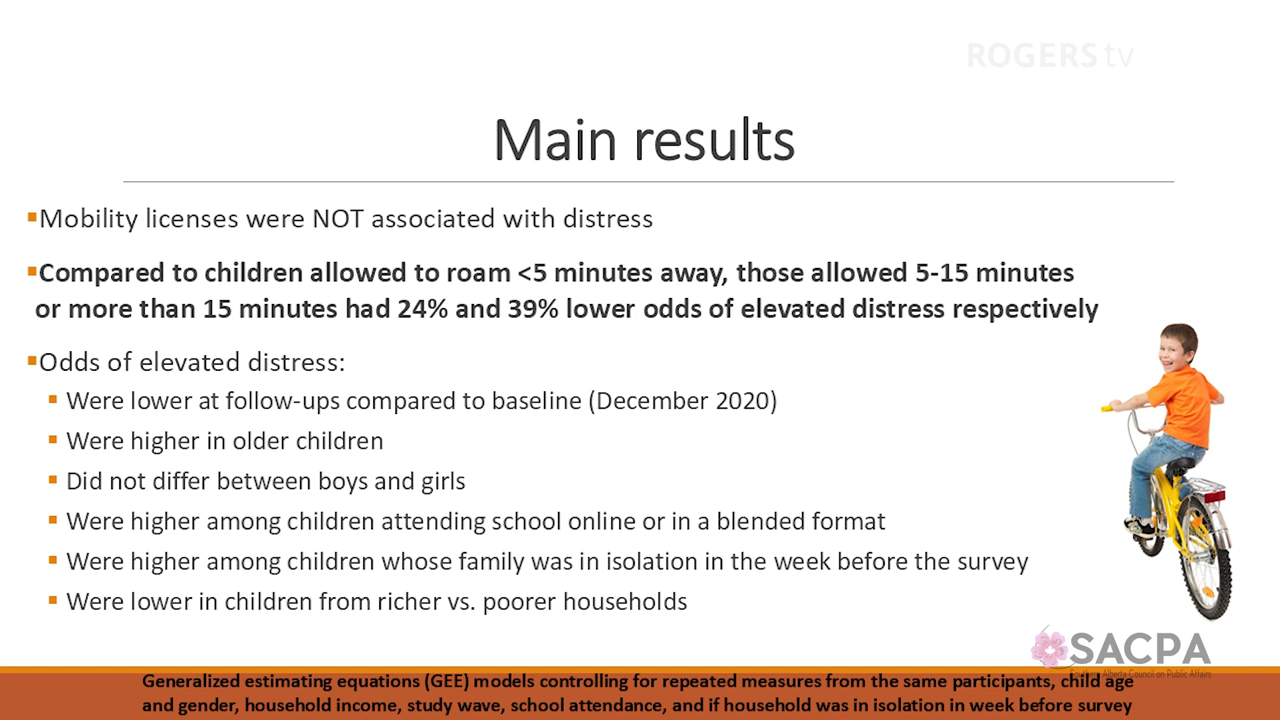 ROGERS tv
Main results
▪Mobility licenses were NOT associated with distress
▪Compared to children allowed to roam <5 minutes away, those allowed 5-15 minutes
or more than 15 minutes had 24% and 39% lower odds of elevated distress respectively
▪Odds of elevated distress:
▪ Were lower at follow-ups compared to baseline (December 2020)
▪ Were higher in older children
▪ Did not differ between boys and girls
▪ Were higher among children attending school online or in a blended format
▪ Were higher among children whose family was in isolation in the week before the survey
▪ Were lower in children from richer vs. poorer households
SACPA
Southern Alberta Council on Public Affairs
Generalized estimating equations (GEE) models controlling for repeated measures from the same participants, child age
and gender, household income, study wave, school attendance, and if household was in isolation in week before survey